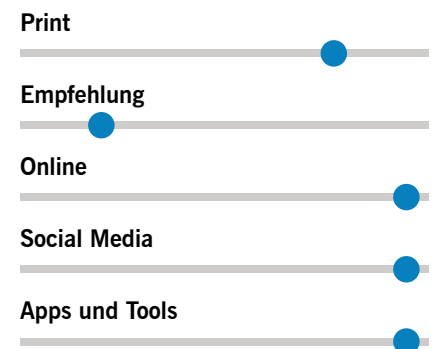 Print
Empfehlung
Online
Social Media
Apps und Tools